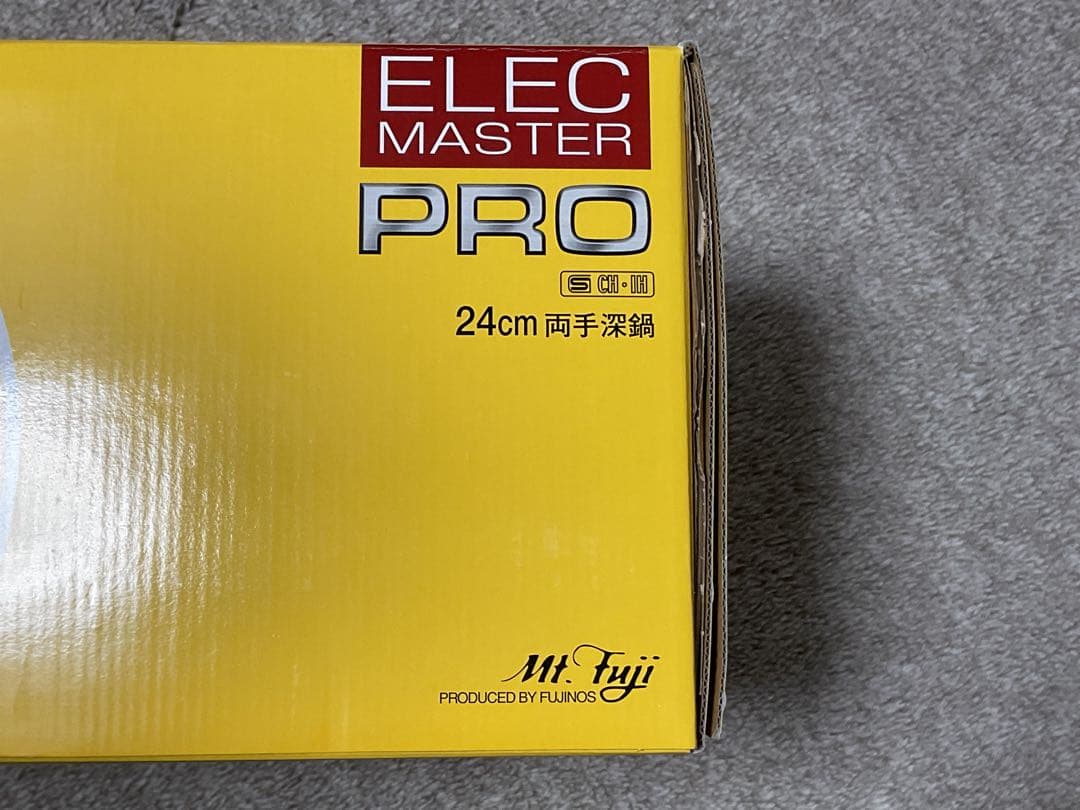 ELEC
MASTER
PRO
S CH・IH
24cm 両手深鍋
Mt. Fuji
PRODUCED BY FUJINOS